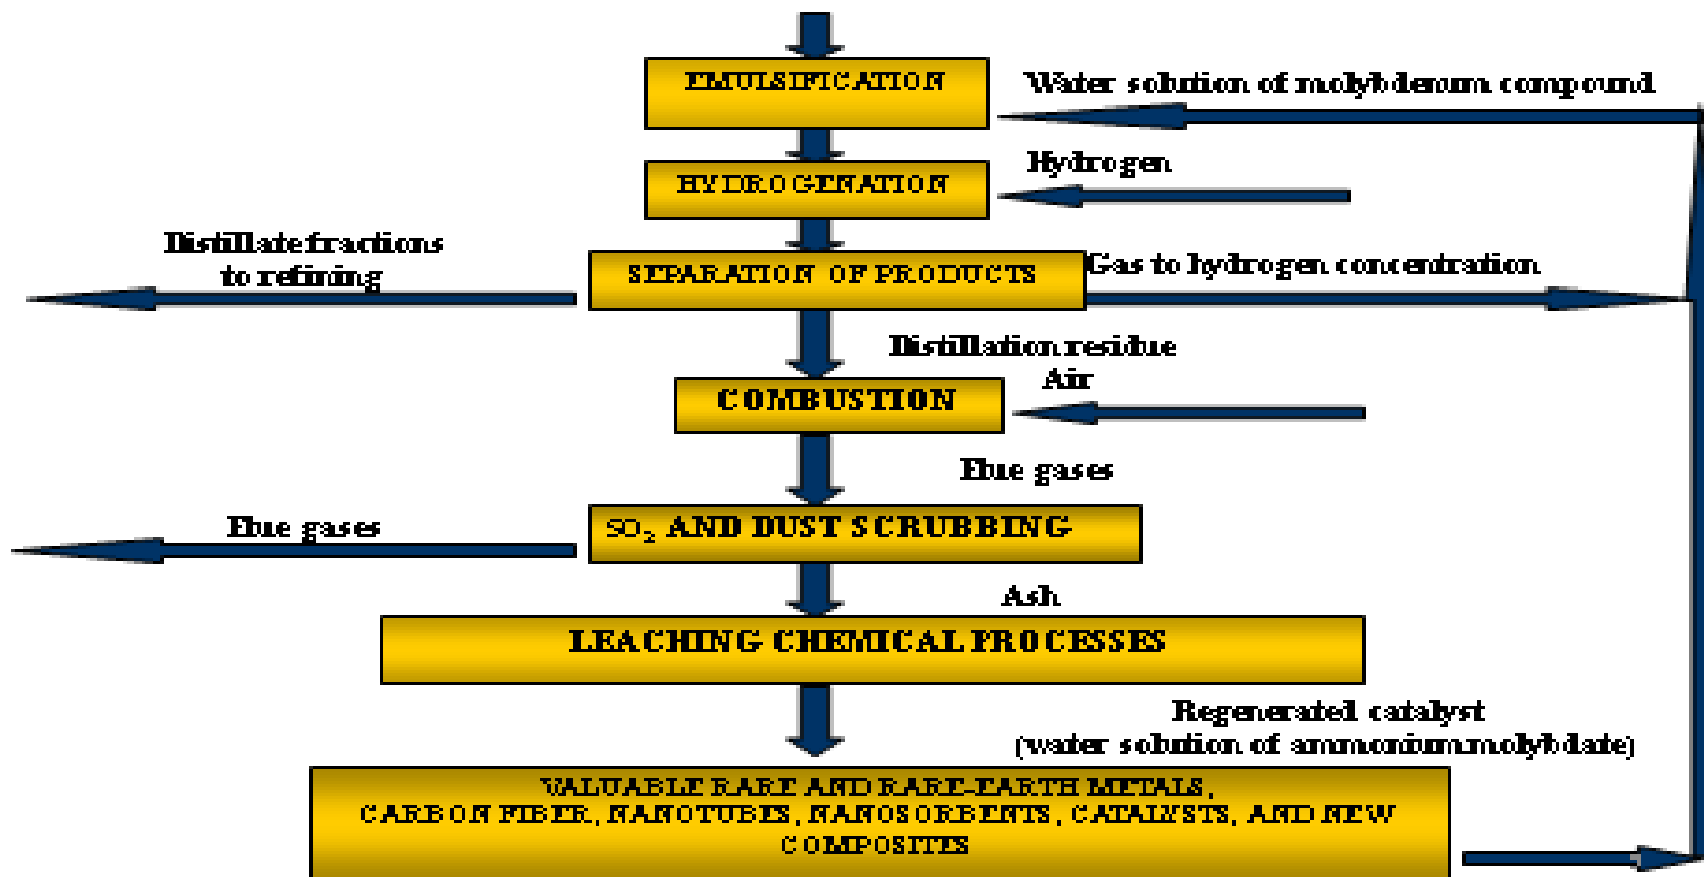 EMULSIFICATION
Water solution of molybdenum compound
Hydrogen
HYDROGENATION
Distillate fractions
to refining
SEPARATION OF PRODUCTS
Gas to hydrogen concentration
Distillation residue
Air
COMBUSTION
Flue gases
Flue gases
SO₂ AND DUST SCRUBBING
Ash
LEACHING CHEMICAL PROCESSES
Regenerated catalyst
(water solution of ammonium molybdate)
VALUABLE RARE AND RARE-EARTH METALS,
CARBON FIBER, NANOTUBES, NANOSORBENTS, CATALYSTS, AND NEW
COMPOSITES